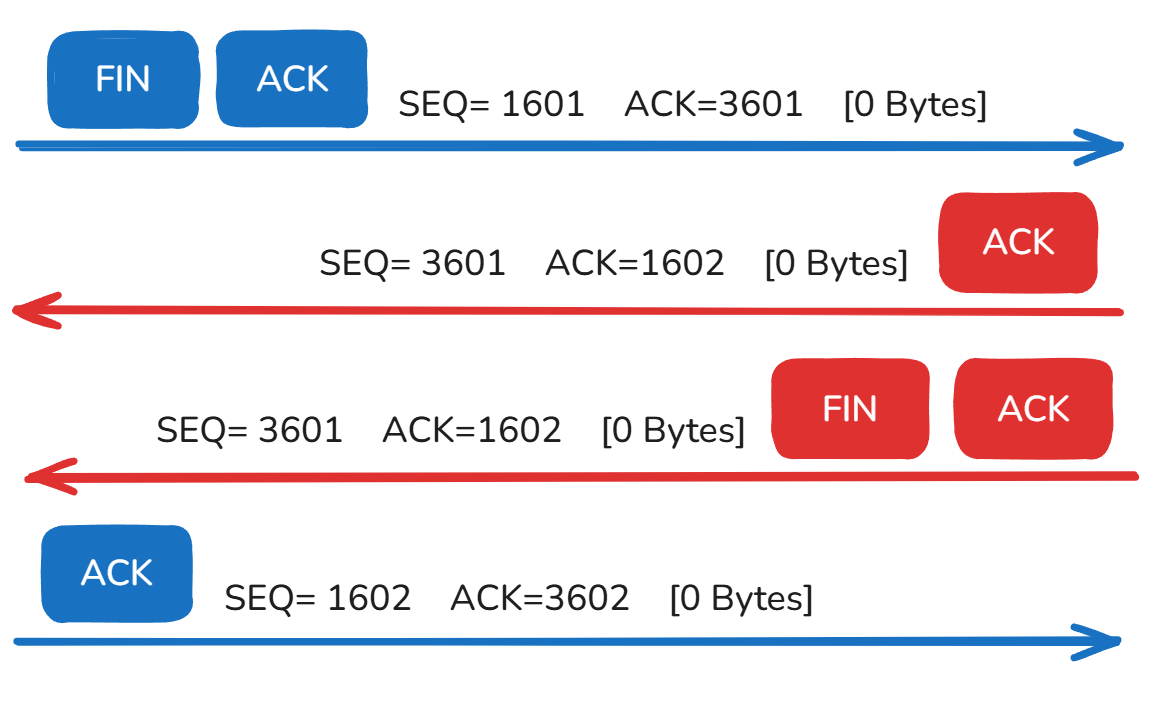 FIN ACK SEQ= 1601 ACK=3601 [0 Bytes]
SEQ= 3601 ACK=1602 [0 Bytes] ACK
SEQ= 3601 ACK=1602 [0 Bytes] FIN ACK
ACK SEQ= 1602 ACK=3602 [0 Bytes]